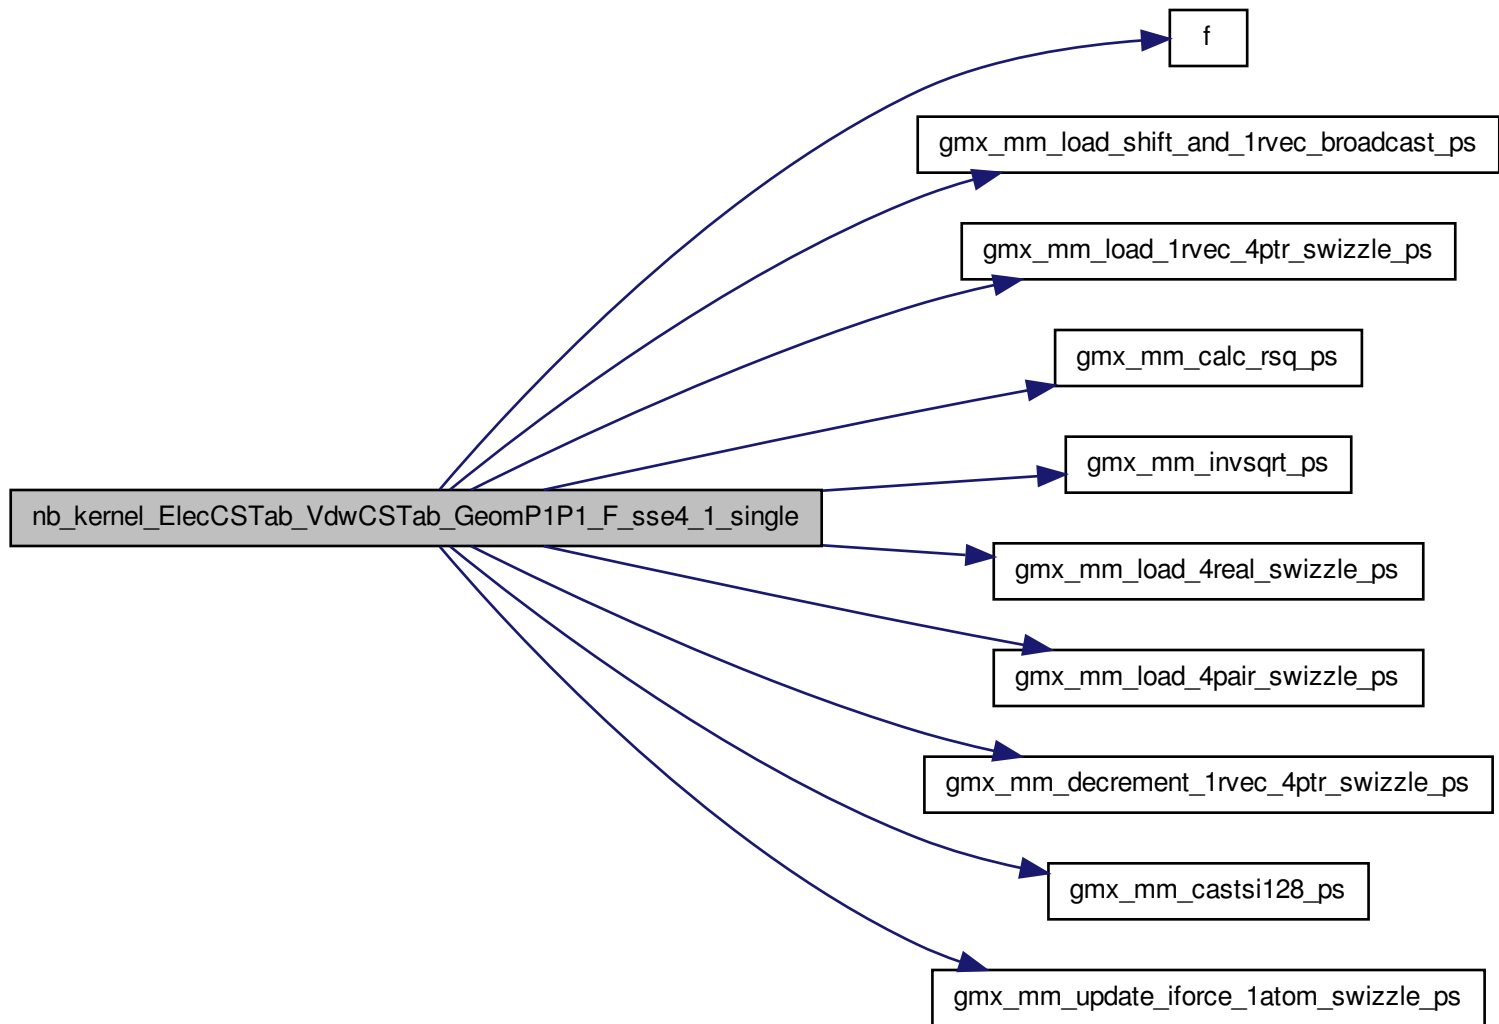 f
gmx_mm_load_shift_and_1rvec_broadcast_ps
gmx_mm_load_1rvec_4ptr_swizzle_ps
gmx_mm_calc_rsq_ps
gmx_mm_invsqrt_ps
nb_kernel_ElecCSTab_VdwCSTab_GeomP1P1_F_sse4_1_single
gmx_mm_load_4real_swizzle_ps
gmx_mm_load_4pair_swizzle_ps
gmx_mm_decrement_1rvec_4ptr_swizzle_ps
gmx_mm_castsi128_ps
gmx_mm_update_iforce_1atom_swizzle_ps